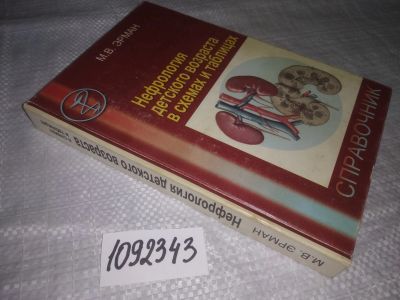 М.В. ЭРМАН
Нефрология
детского возраста
в схемах и таблицах
СПРАВОЧНИК
М.В. ЭРМАН
Нефрология детского возраста
1092343